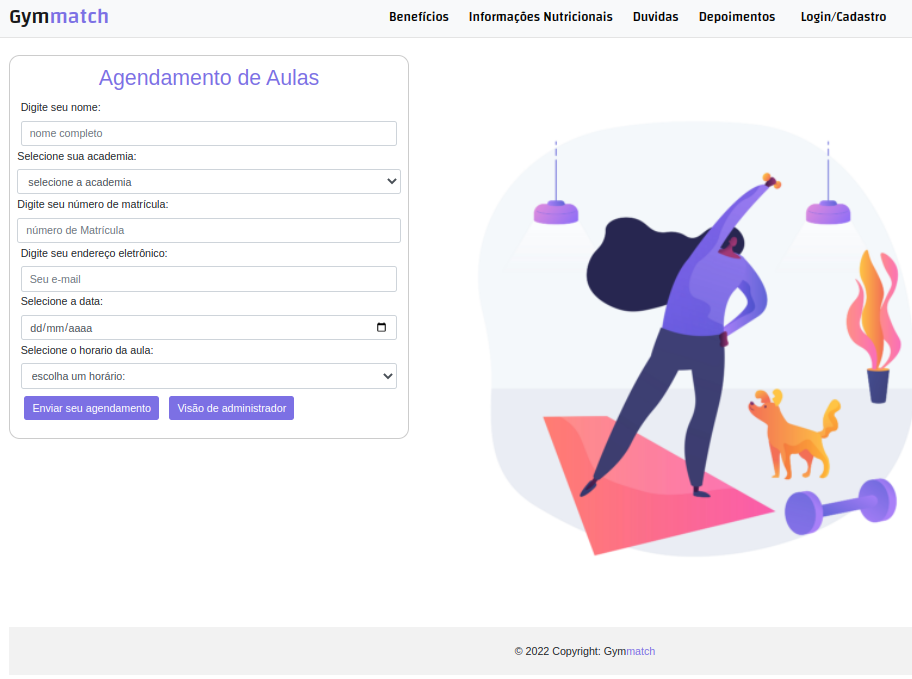 Gymmatch
Benefícios Informações Nutricionais Duvidas Depoimentos Login/Cadastro
Agendamento de Aulas
Digite seu nome:
nome completo
Selecione sua academia:
selecione a academia
Digite seu número de matrícula:
número de Matrícula
Digite seu endereço eletrônico:
Seu e-mail
Selecione a data:
dd/mm/aaaa
Selecione o horario da aula:
escolha um horário:
Enviar seu agendamento Visão de administrador
© 2022 Copyright: Gymmatch